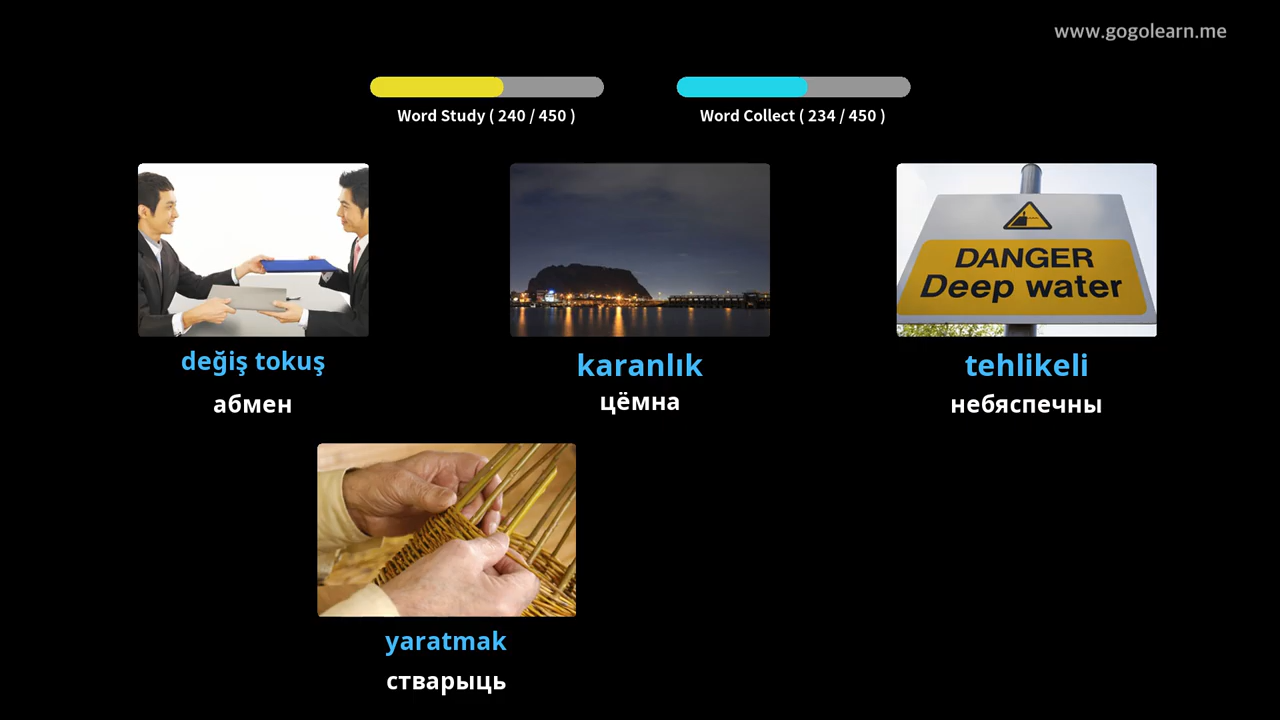 www.gogolearn.me
Word Study ( 240 / 450 )
Word Collect ( 234 / 450 )
DANGER
Deep water
değiş tokuş
karanlık
tehlikeli
абмен
цёмна
небяспечны
yaratmak
стварыць